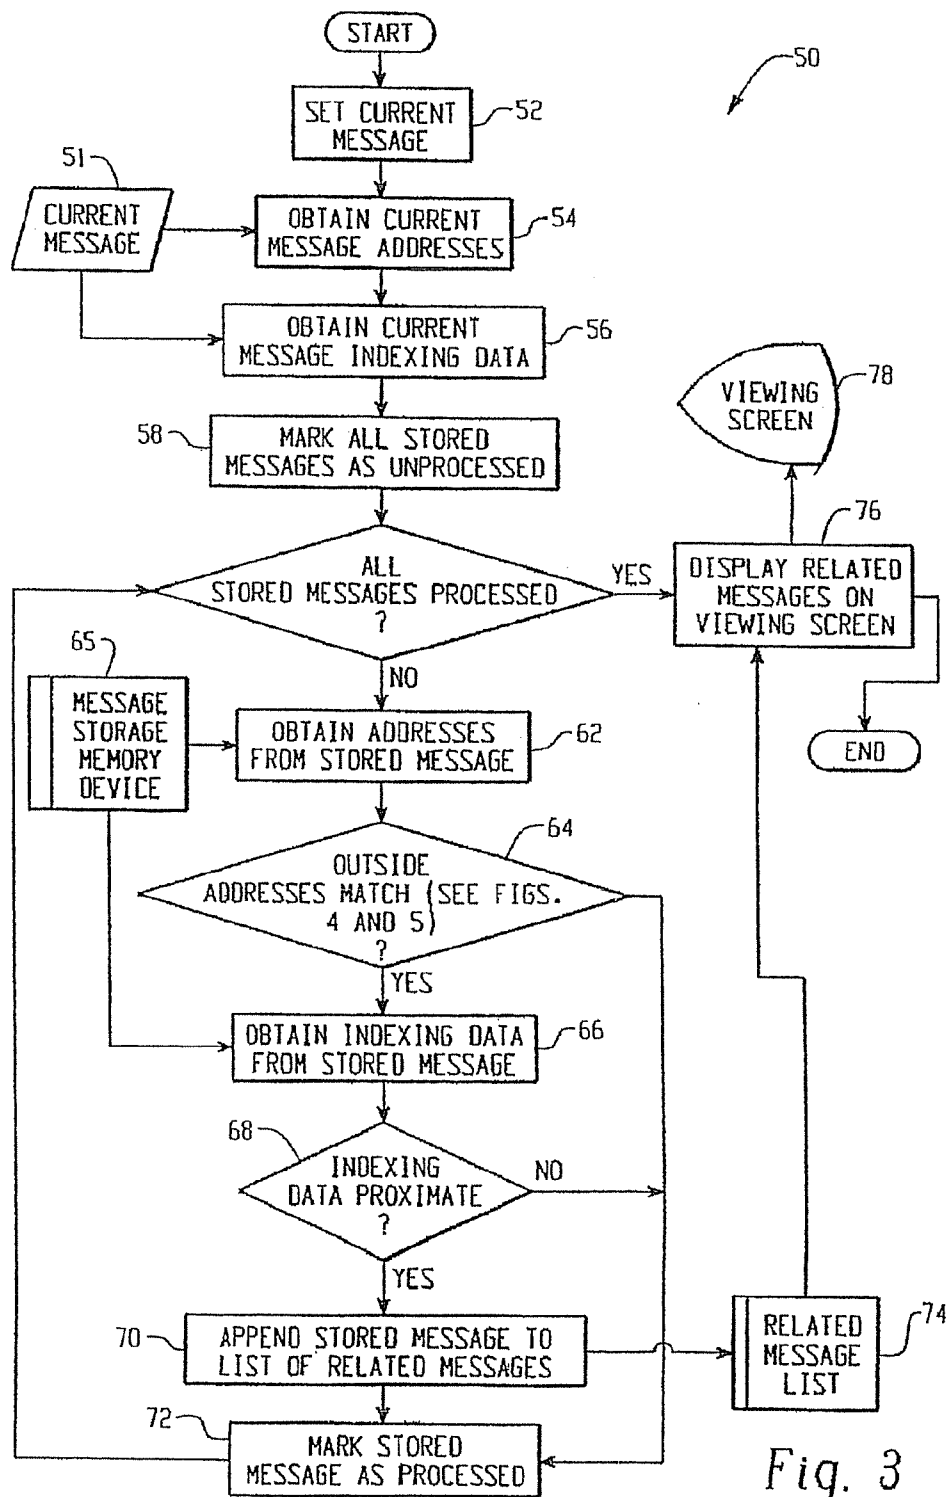 START
50
SET CURRENT
MESSAGE
52
51
CURRENT
MESSAGE
OBTAIN CURRENT
MESSAGE ADDRESSES
54
OBTAIN CURRENT
MESSAGE INDEXING DATA
56
58
MARK ALL STORED
MESSAGES AS UNPROCESSED
VIEWING
SCREEN
78
ALL
STORED MESSAGES PROCESSED
?
YES
76
DISPLAY RELATED
MESSAGES ON
VIEWING SCREEN
NO
65
MESSAGE
STORAGE
MEMORY
DEVICE
OBTAIN ADDRESSES
FROM STORED MESSAGE
62
END
64
OUTSIDE
ADDRESSES MATCH (SEE FIGS.
4 AND 5)
?
YES
OBTAIN INDEXING DATA
FROM STORED MESSAGE
66
68
INDEXING
DATA PROXIMATE
?
NO
YES
70
APPEND STORED MESSAGE TO
LIST OF RELATED MESSAGES
RELATED
MESSAGE
LIST
74
72
MARK STORED
MESSAGE AS PROCESSED
Fig. 3